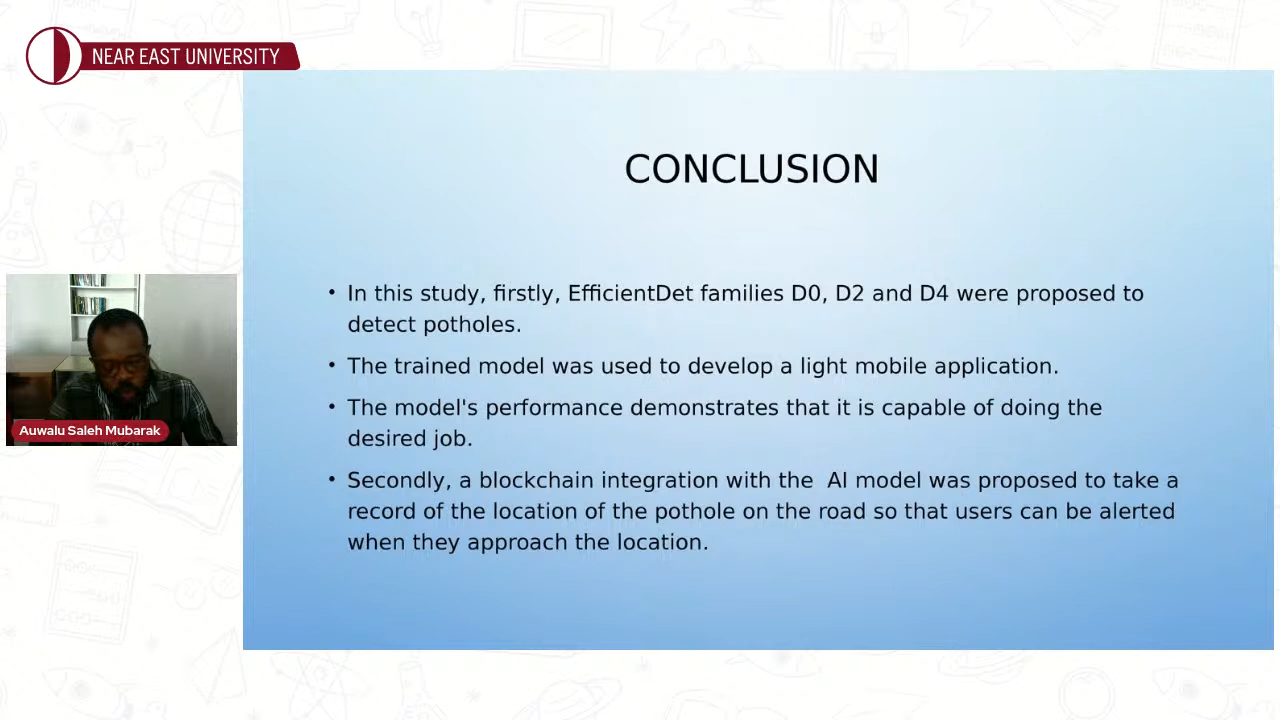 NEAR EAST UNIVERSITY
CONCLUSION
• In this study, firstly, EfficientDet families D0, D2 and D4 were proposed to
detect potholes.
• The trained model was used to develop a light mobile application.
• The model's performance demonstrates that it is capable of doing the
desired job.
• Secondly, a blockchain integration with the  AI model was proposed to take a
record of the location of the pothole on the road so that users can be alerted
when they approach the location.
Auwalu Saleh Mubarak